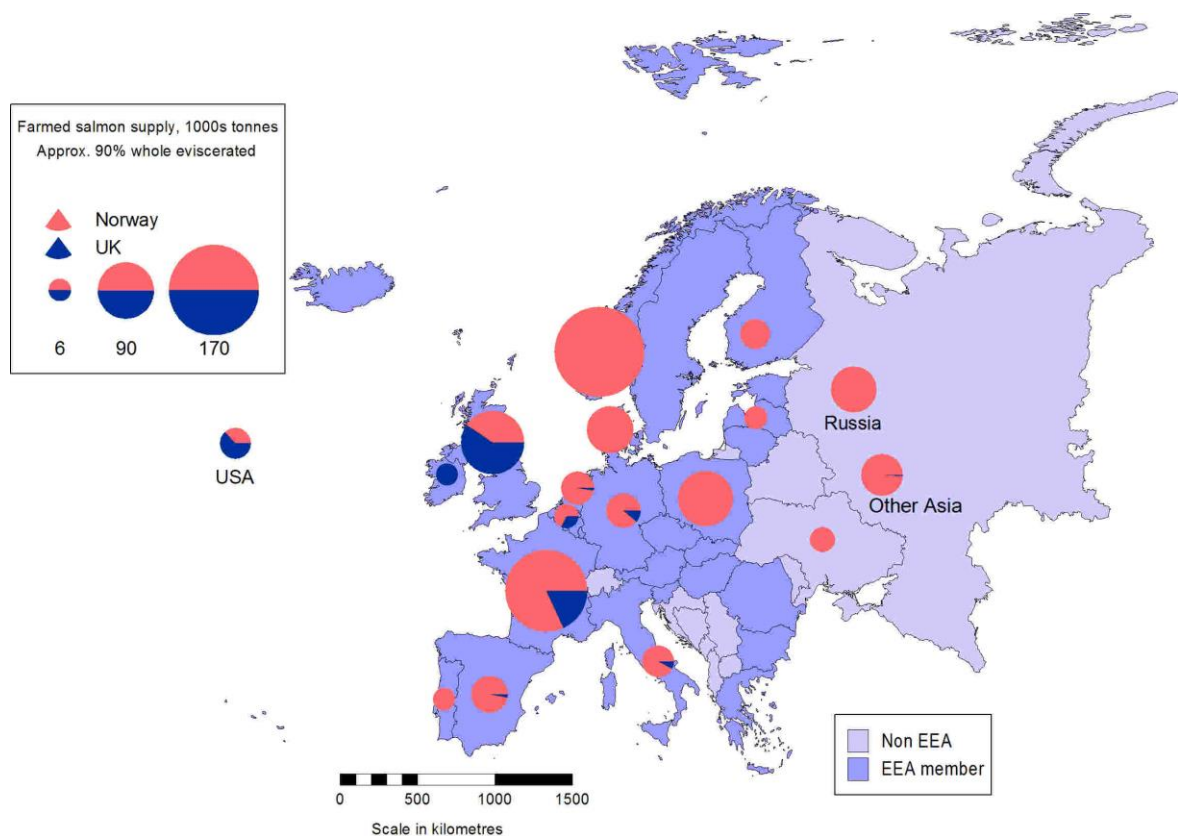 Farmed salmon supply, 1000s tonnes
Approx. 90% whole eviscerated
Norway
UK
6 90 170
USA
Russia
Other Asia
Non EEA
EEA member
0 500 1000 1500
Scale in kilometres